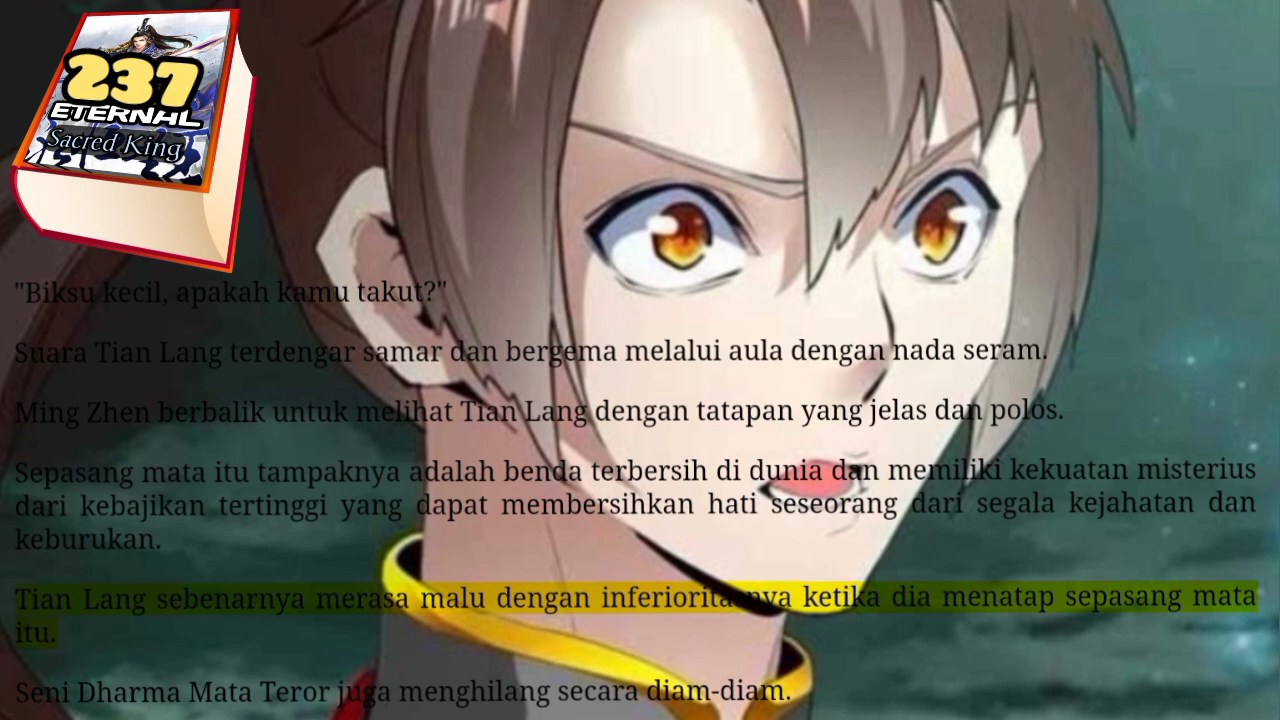 237
ETERNAL
Sacred King
"Biksu kecil, apakah kamu takut?"
Suara Tian Lang terdengar samar dan bergema melalui aula dengan nada seram.
Ming Zhen berbalik untuk melihat Tian Lang dengan tatapan yang jelas dan polos.
Sepasang mata itu tampaknya adalah benda terbersih di dunia dan memiliki kekuatan misterius
dari kebajikan tertinggi yang dapat membersihkan hati seseorang dari segala kejahatan dan
keburukan.
Tian Lang sebenarnya merasa malu dengan inferioritasnya ketika dia menatap sepasang mata
itu.
Seni Dharma Mata Teror juga menghilang secara diam-diam.